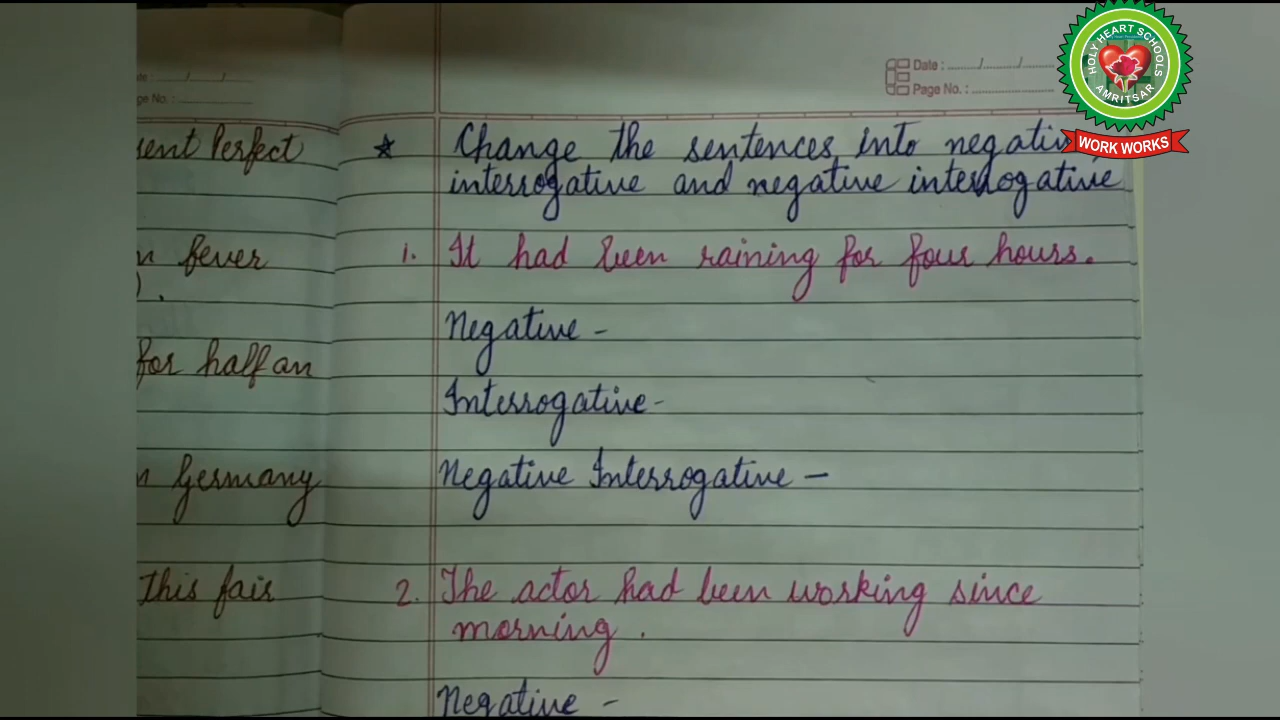 Date : ........./........./.........
Page No. : ........................
HOLY HEART SCHOOLS
AMRITSAR
WORK WORKS
Page No. :
Perfect
fever
for half an
Germany
This fair
* Change the sentences into
interrogative and negative interrogative
1. It had been raining for four hours.
Negative -
Interrogative -
Negative Interrogative -
2. The actor had been working since
morning.
Negative -